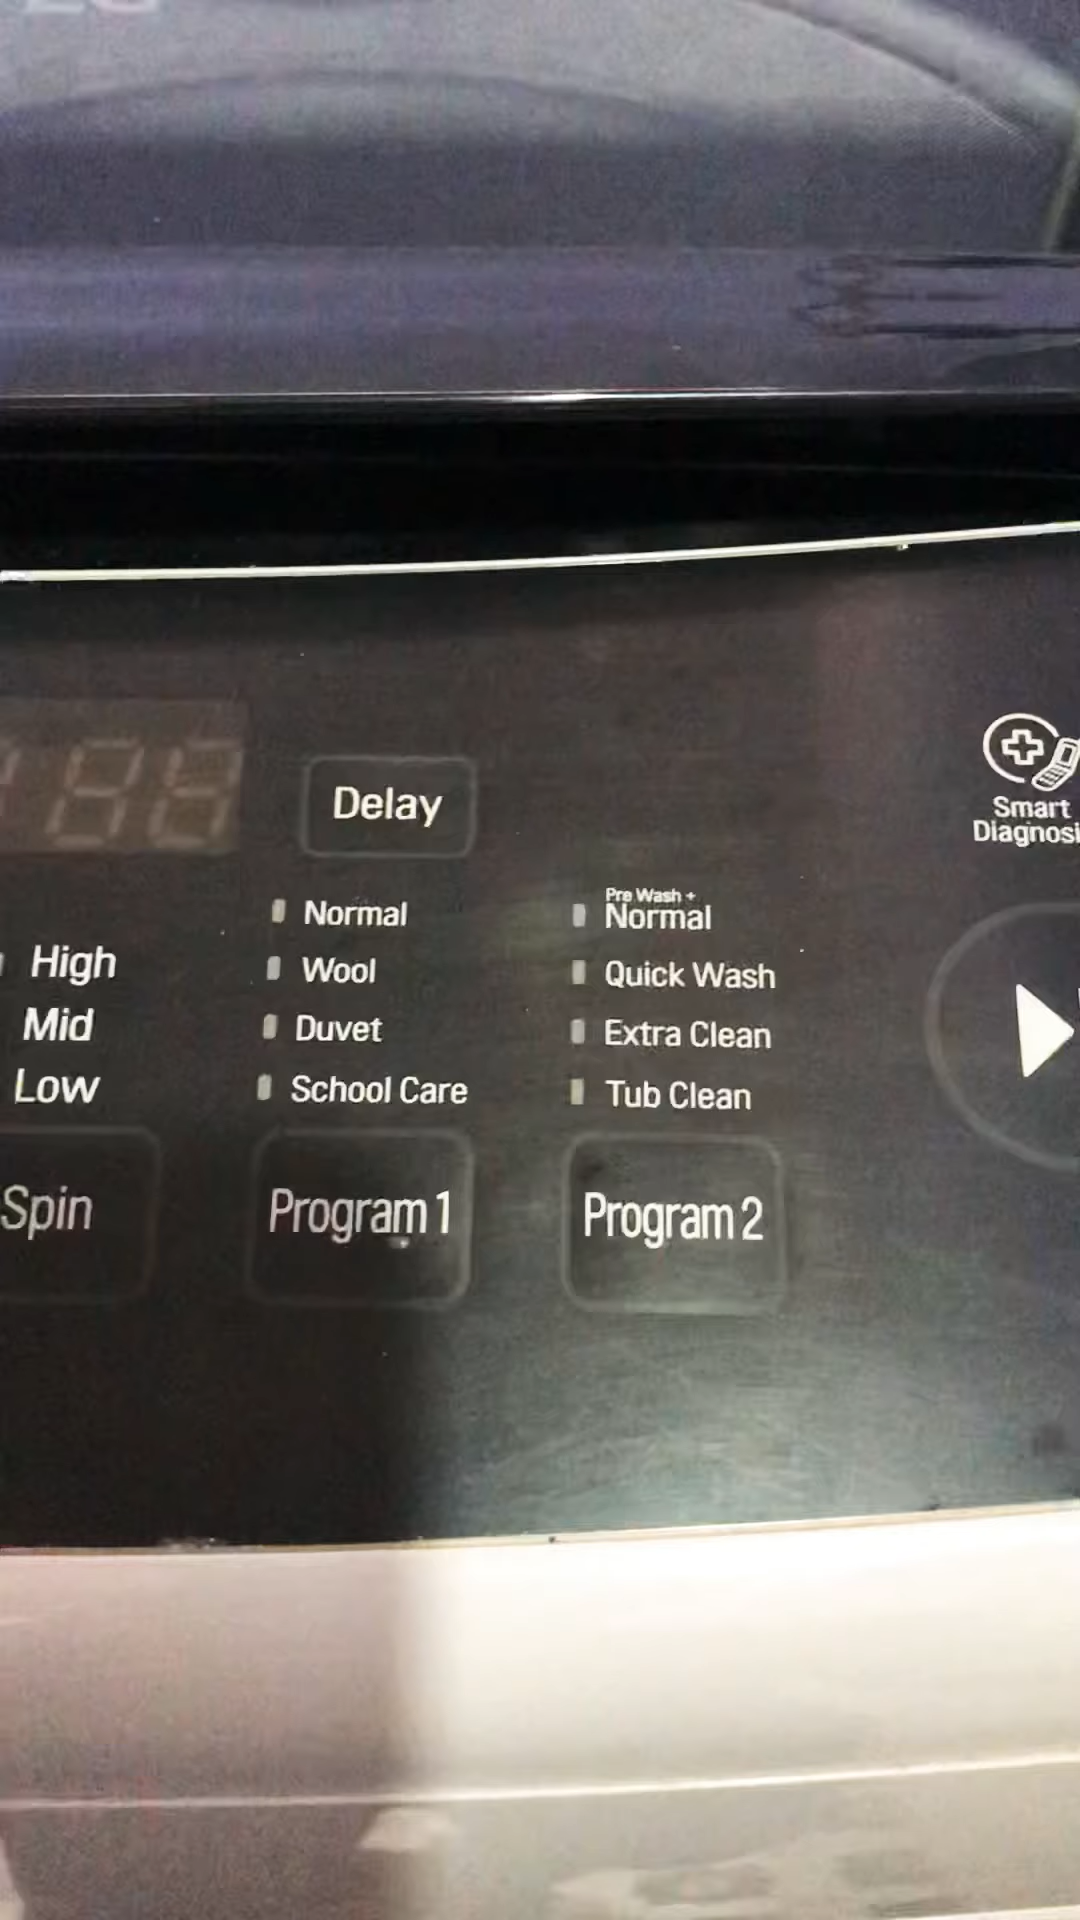 Delay
Smart
Normal
Wool
Duvet
School Care
Pre Wash +
Normal
Quick Wash
Extra Clean
Tub Clean
High
Mid
Low
Spin
Program 1
Program 2